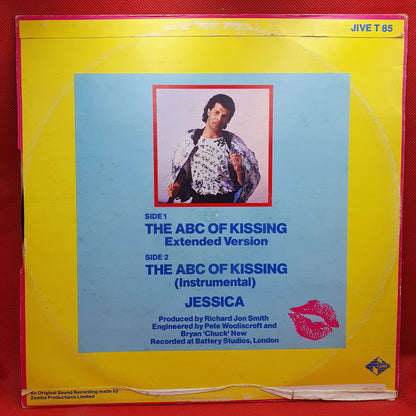 JIVE T 85
SIDE 1
THE ABC OF KISSING
Extended Version
SIDE 2
THE ABC OF KISSING
(Instrumental)
JESSICA
Produced by Richard Jon Smith
Engineered by Pete Wooliscroft and
Bryan 'Chuck' New
Recorded at Battery Studios, London
An Original Sound Recording made by
Zomba Productions Limited